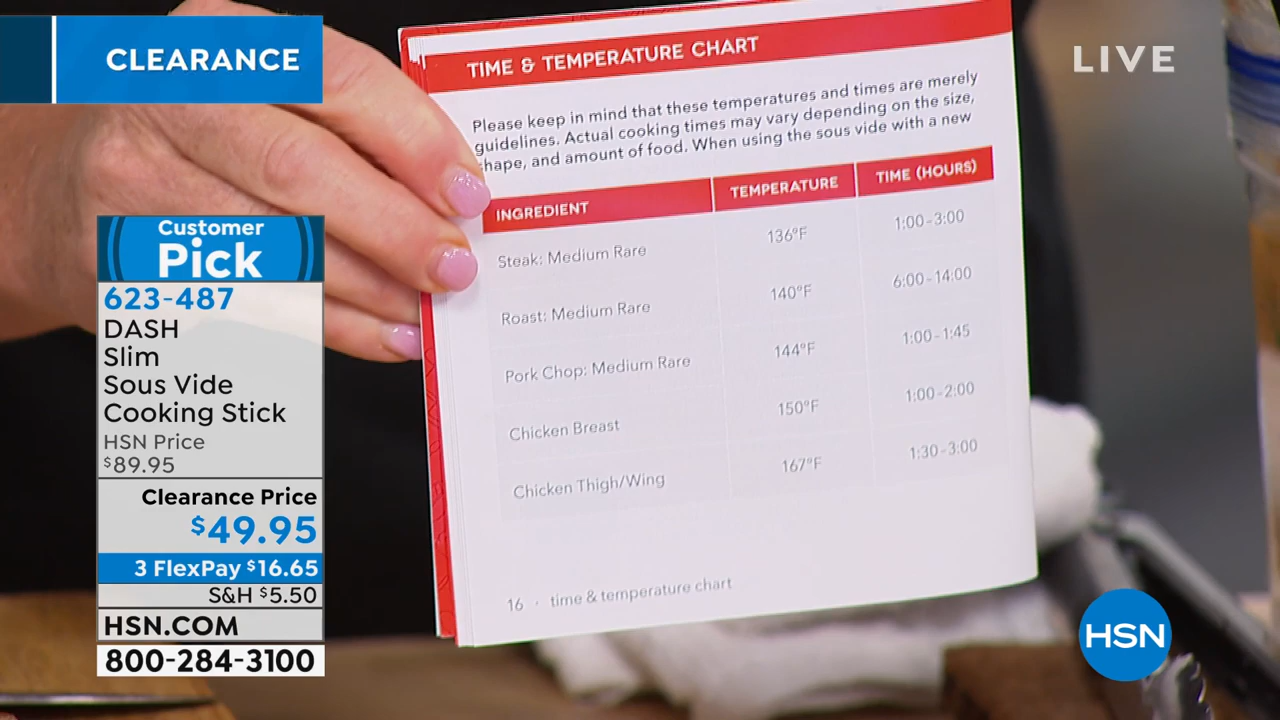 CLEARANCE
LIVE
Customer
Pick
623-487
DASH
Slim
Sous Vide
Cooking Stick
HSN Price
$89.95
Clearance Price
$49.95
3 FlexPay $16.65
S&H $5.50
HSN.COM
800-284-3100
TIME & TEMPERATURE CHART
Please keep in mind that these temperatures and times are merely
guidelines. Actual cooking times may vary depending on the size,
hape, and amount of food. When using the sous vide with a new
INGREDIENT TEMPERATURE TIME (HOURS)
Steak: Medium Rare 136°F 1:00-3:00
Roast: Medium Rare 140°F 6:00-14:00
Pork Chop: Medium Rare 144°F 1:00-1:45
Chicken Breast 150°F 1:00-2:00
Chicken Thigh/Wing 167°F 1:30-3:00
16 · time & temperature chart
HSN